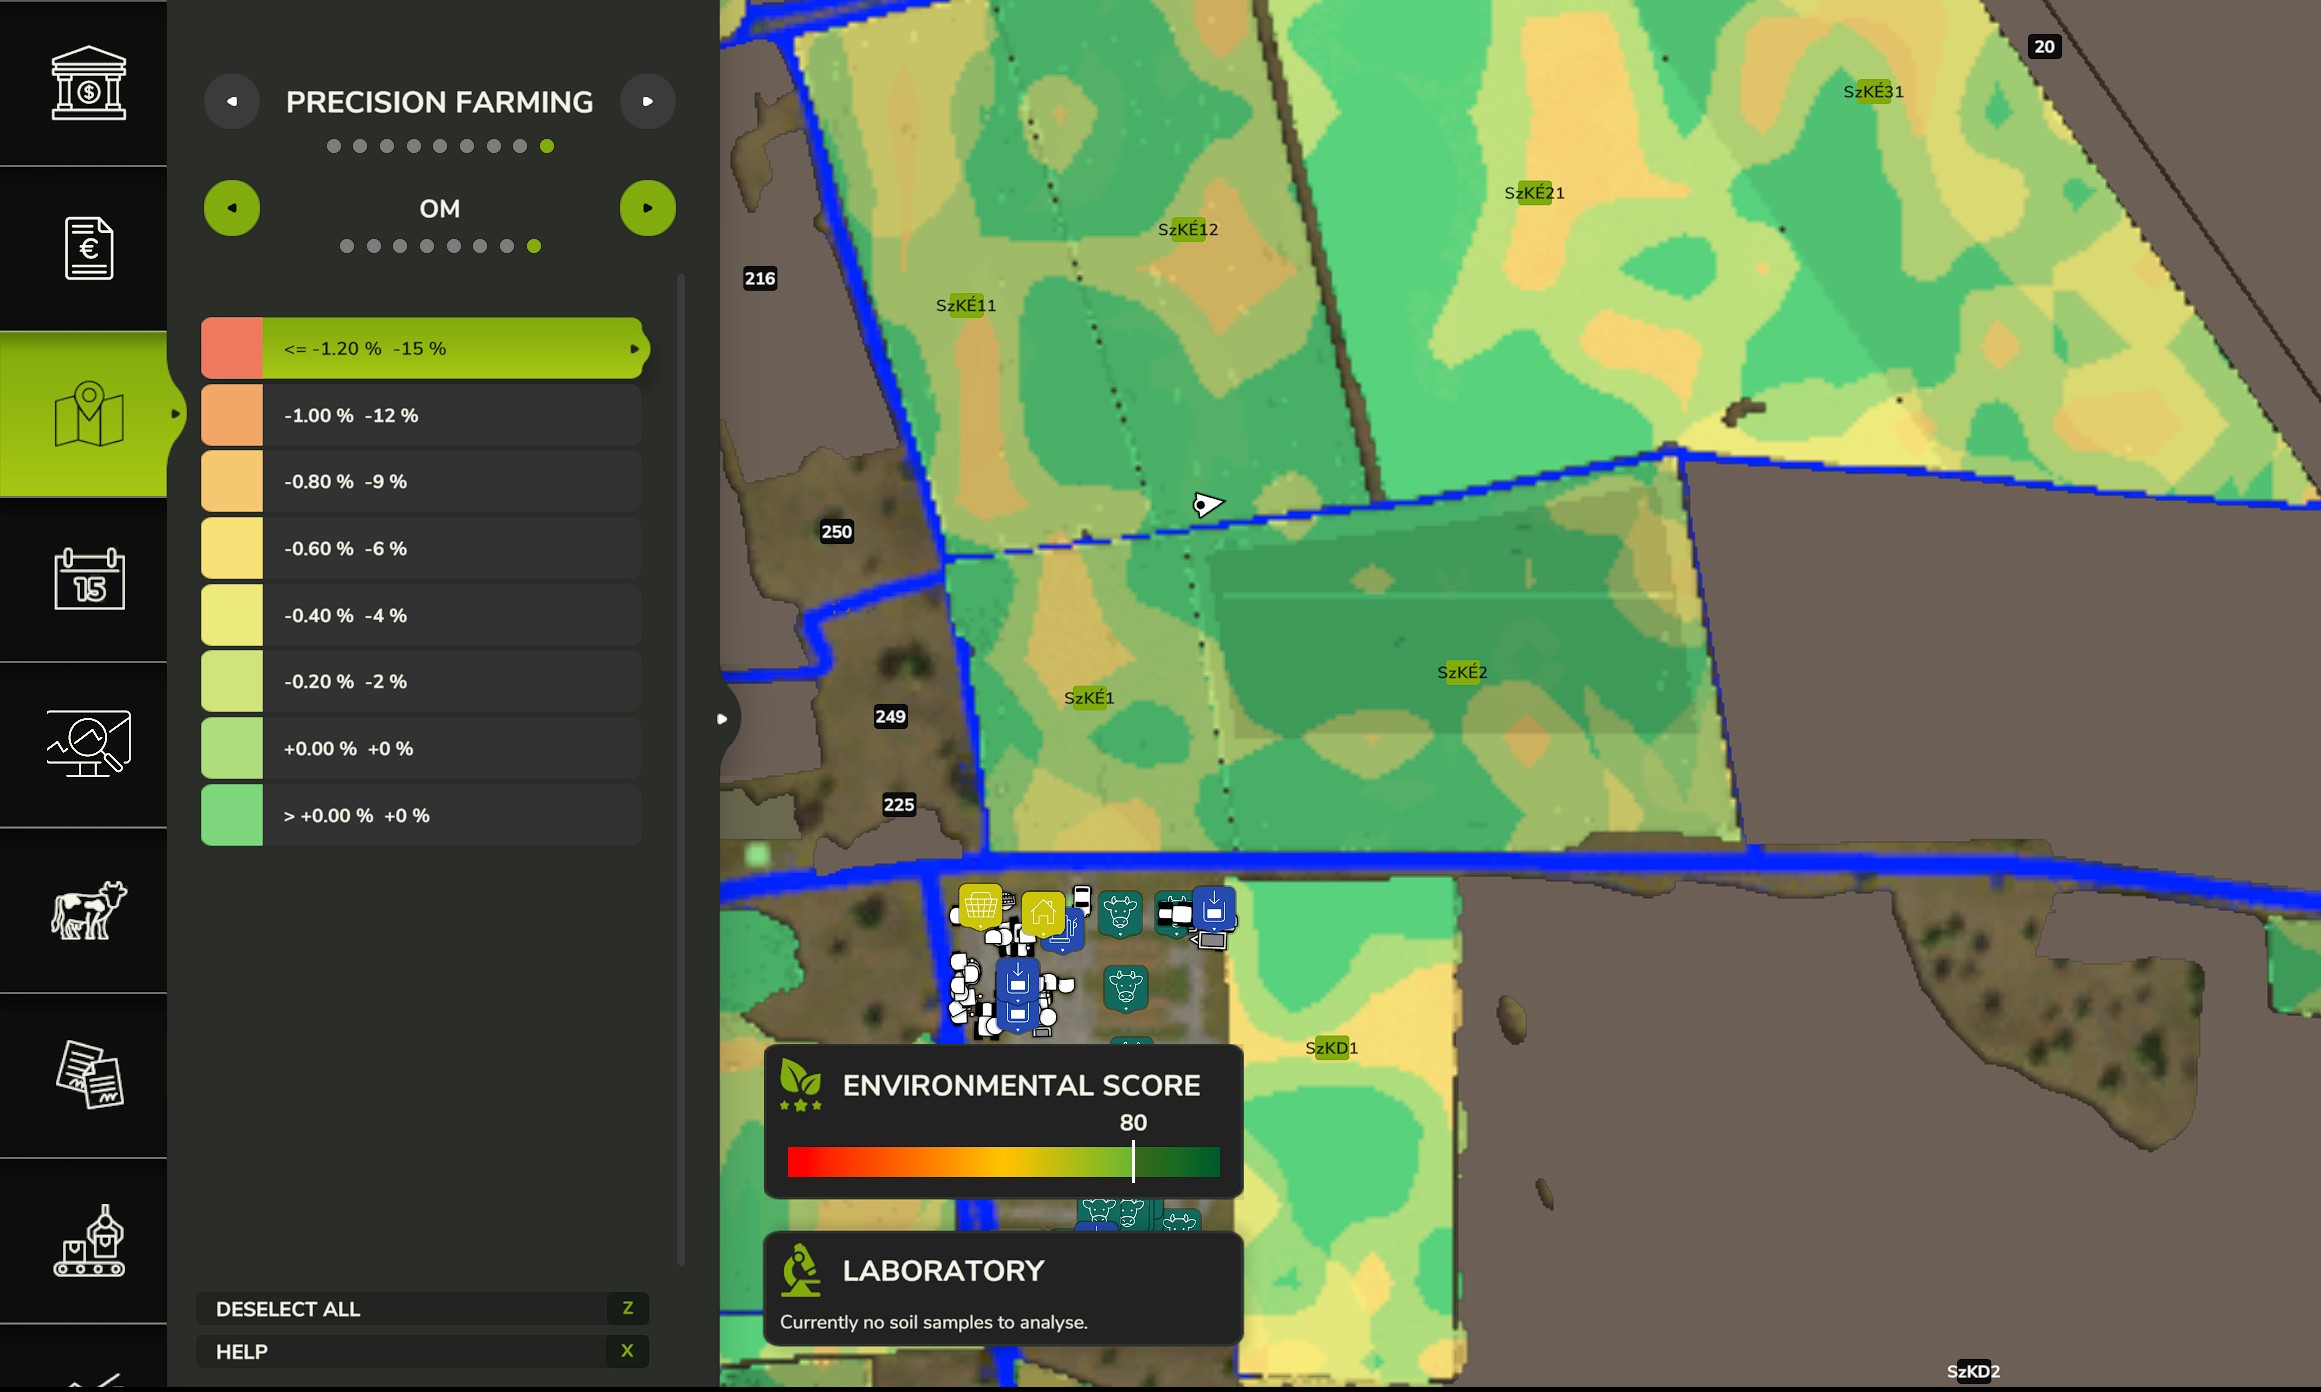 PRECISION FARMING
OM
<= -1.20 % -15 %
-1.00 % -12 %
-0.80 % -9 %
-0.60 % -6 %
-0.40 % -4 %
-0.20 % -2 %
+0.00 % +0 %
> +0.00 % +0 %
DESELECT ALL Z
HELP X
15
20
SzKÉ31
SzKÉ21
SzKÉ12
216
SzKÉ11
250
SzKÉ2
SzKÉ1
249
225
SzKD1
ENVIRONMENTAL SCORE
80
LABORATORY
Currently no soil samples to analyse.
SzKD2